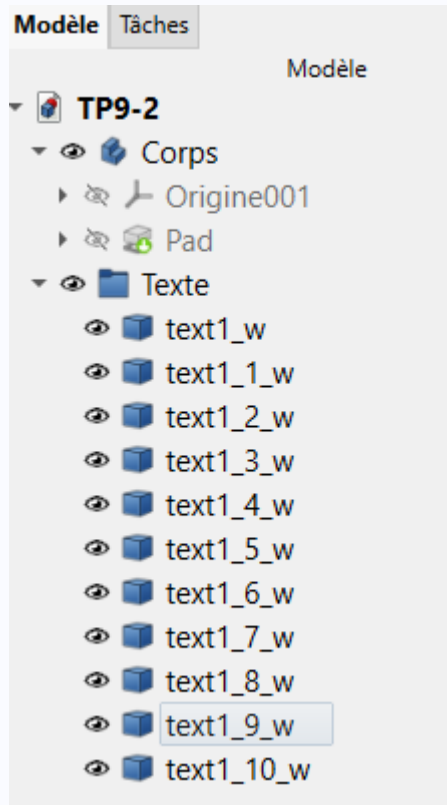 Modèle Tâches
Modèle
TP9-2
Corps
Origine001
Pad
Texte
text1_w
text1_1_w
text1_2_w
text1_3_w
text1_4_w
text1_5_w
text1_6_w
text1_7_w
text1_8_w
text1_9_w
text1_10_w